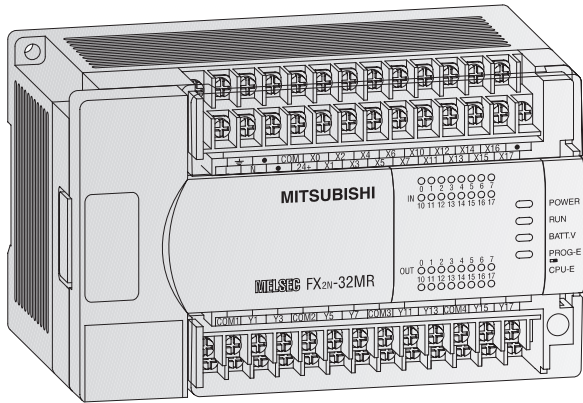 ⏚ • COM X0 X2 X4 X6 X10 X12 X14 X16 •
N • 24+ X1 X3 X5 X7 X11 X13 X15 X17
MITSUBISHI
0 1 2 3 4 5 6 7
IN
10 11 12 13 14 15 16 17
POWER
RUN
BATT.V
PROG-E
CPU-E
0 1 2 3 4 5 6 7
OUT
10 11 12 13 14 15 16 17
MELSEC FX2N-32MR
COM1 Y1 Y3 COM2 Y5 Y7 COM3 Y11 Y13 COM4 Y15 Y17